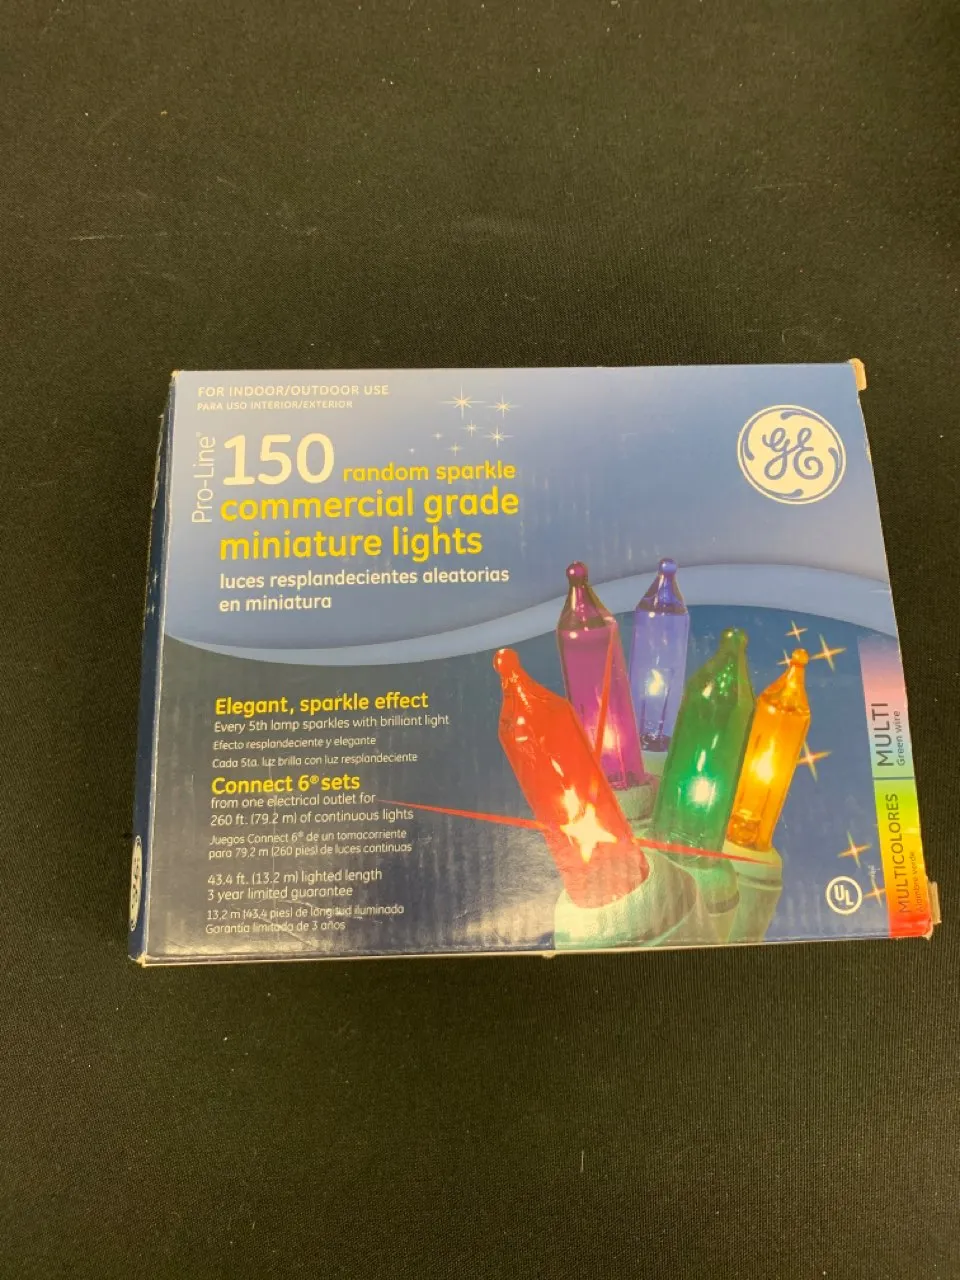 FOR INDOOR/OUTDOOR USE
PARA USO INTERIOR/EXTERIOR
Pro-Line®
150 random sparkle
commercial grade
miniature lights
luces resplandecientes aleatorias
en miniatura
GE
Elegant, sparkle effect
Every 5th lamp sparkles with brilliant light
Efecto resplandeciente y elegante
Cada 5ta. luz brilla con luz resplandeciente
Connect 6® sets
from one electrical outlet for
260 ft. (79.2 m) of continuous lights
Juegos Connect 6® de un tomacorriente
para 79,2 m (260 pies) de luces continuas
43.4 ft. (13.2 m) lighted length
3 year limited guarantee
13,2 m (43,4 pies) de longitud iluminada
Garantía limitada de 3 años
MULTI
Green wire
MULTICOLORES
Alambre verde
UL